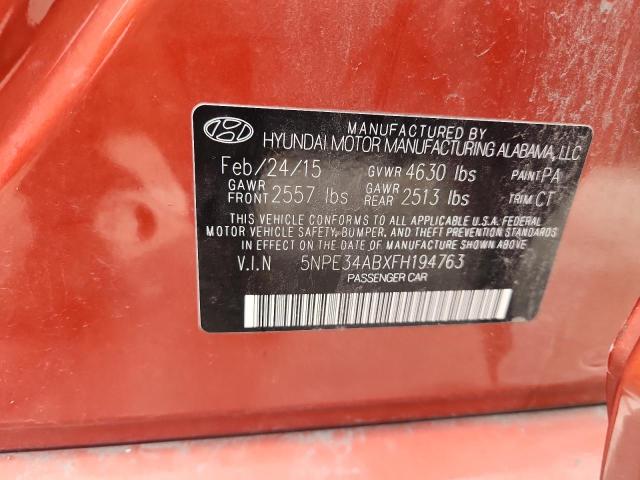 MANUFACTURED BY
HYUNDAI MOTOR MANUFACTURING ALABAMA, LLC
Feb/24/15 GVWR 4630 lbs PAINT PA
GAWR FRONT 2557 lbs GAWR REAR 2513 lbs TRIM CT
THIS VEHICLE CONFORMS TO ALL APPLICABLE U.S.A. FEDERAL
MOTOR VEHICLE SAFETY, BUMPER, AND THEFT PREVENTION STANDARDS
IN EFFECT ON THE DATE OF MANUFACTURE SHOWN ABOVE
V.I.N 5NPE34ABXFH194763
PASSENGER CAR